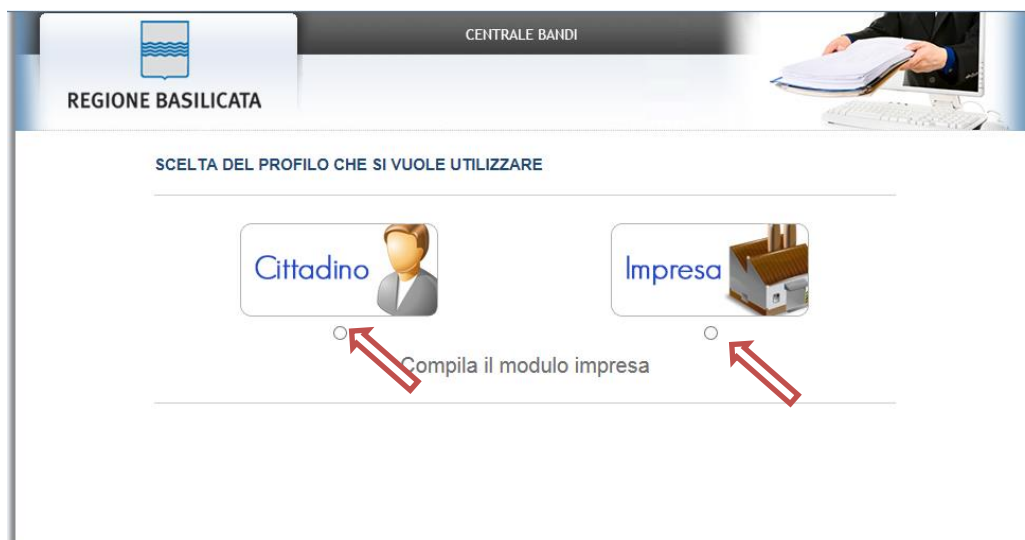 CENTRALE BANDI
REGIONE BASILICATA
SCELTA DEL PROFILO CHE SI VUOLE UTILIZZARE
Cittadino
Impresa
Compila il modulo impresa